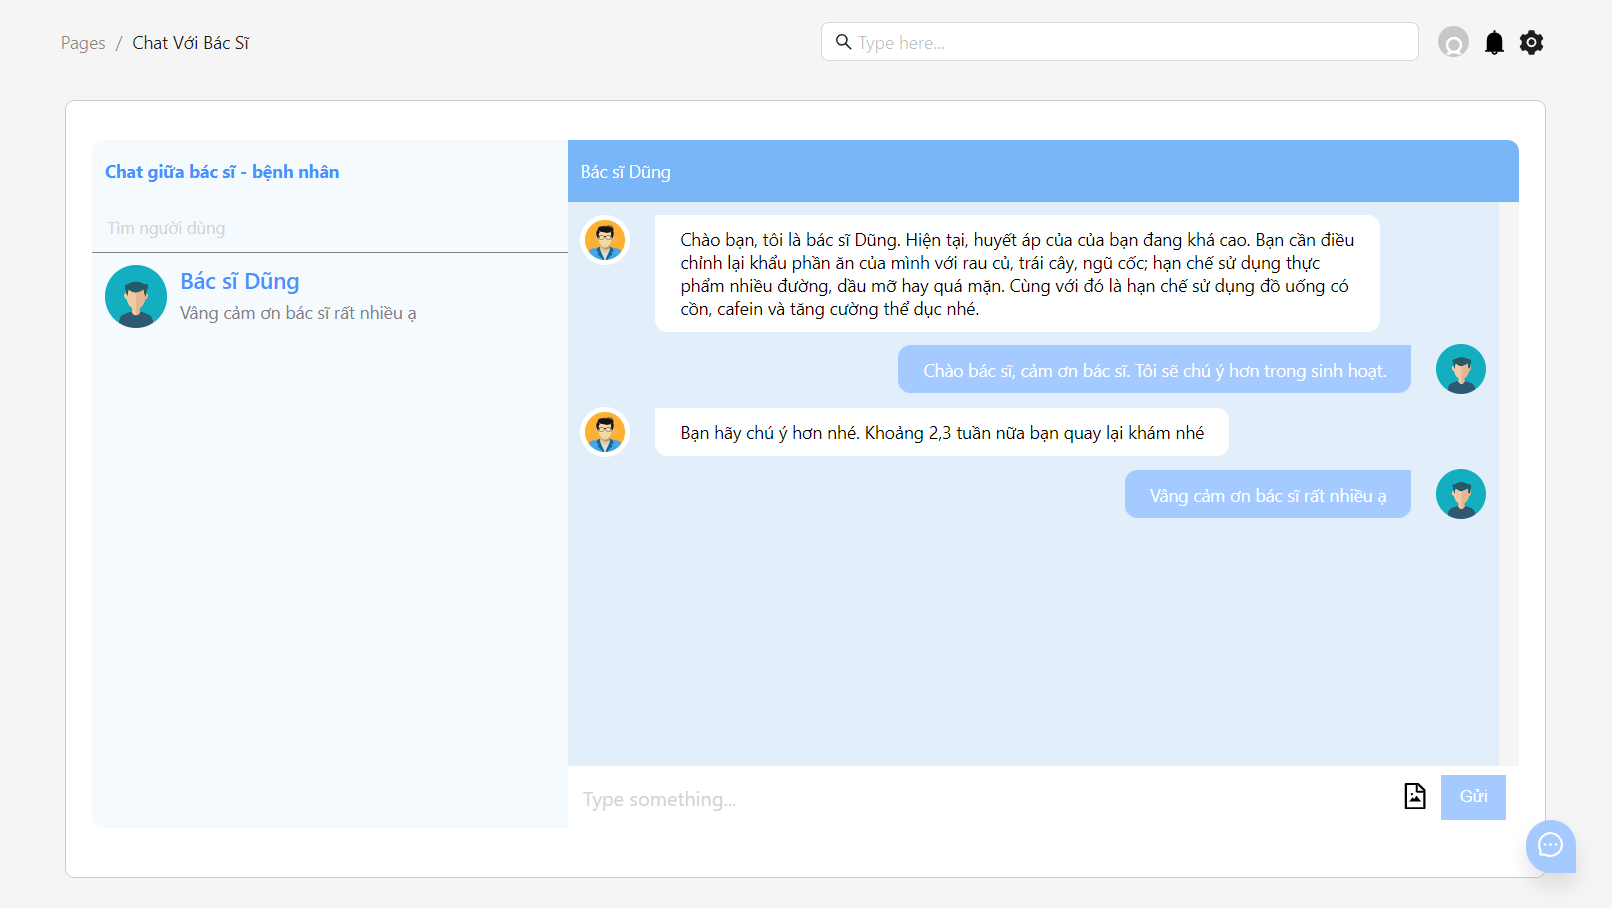 Pages / Chat Với Bác Sĩ
Type here...
Chat giữa bác sĩ - bệnh nhân
Tìm người dùng
Bác sĩ Dũng
Vâng cảm ơn bác sĩ rất nhiều ạ
Bác sĩ Dũng
Chào bạn, tôi là bác sĩ Dũng. Hiện tại, huyết áp của của bạn đang khá cao. Bạn cần điều
chỉnh lại khẩu phần ăn của mình với rau củ, trái cây, ngũ cốc; hạn chế sử dụng thực
phẩm nhiều đường, dầu mỡ hay quá mặn. Cùng với đó là hạn chế sử dụng đồ uống có
cồn, cafein và tăng cường thể dục nhé.
Chào bác sĩ, cảm ơn bác sĩ. Tôi sẽ chú ý hơn trong sinh hoạt.
Bạn hãy chú ý hơn nhé. Khoảng 2,3 tuần nữa bạn quay lại khám nhé
Vâng cảm ơn bác sĩ rất nhiều ạ
Type something...
Gửi